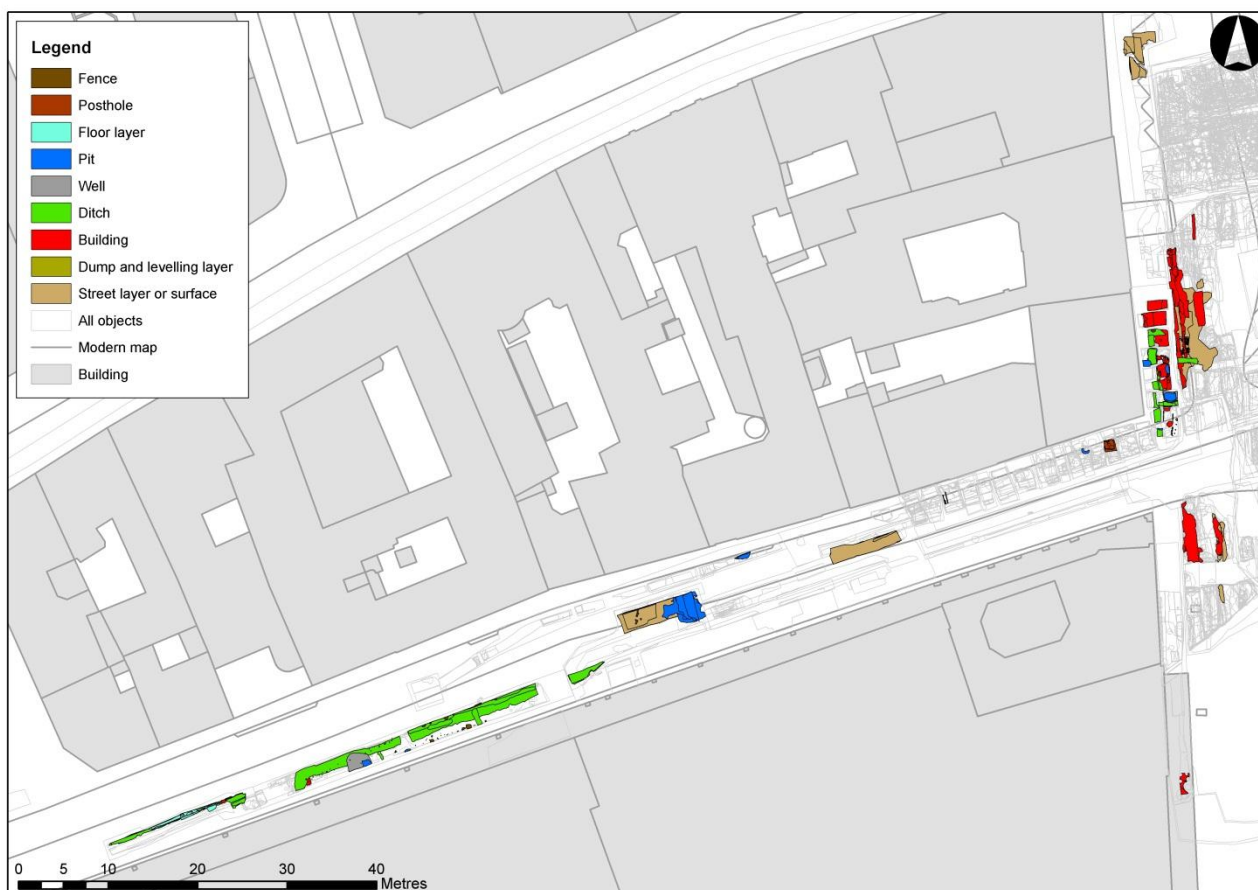 Legend
Fence
Posthole
Floor layer
Pit
Well
Ditch
Building
Dump and levelling layer
Street layer or surface
All objects
Modern map
Building
0 5 10 20 30 40
Metres